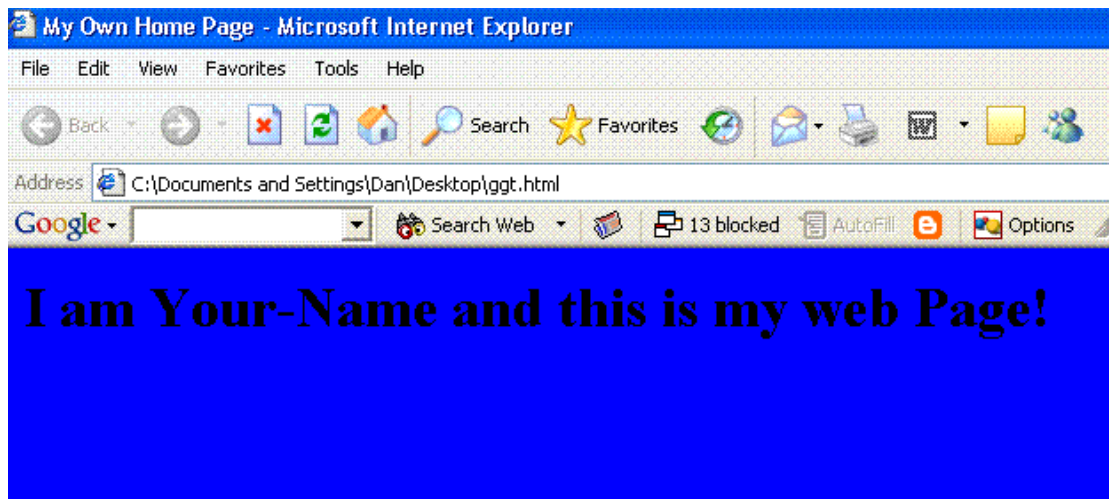 My Own Home Page - Microsoft Internet Explorer
File Edit View Favorites Tools Help
Back Search Favorites W
Address C:\Documents and Settings\Dan\Desktop\ggt.html
Google Search Web 13 blocked AutoFill Options
I am Your-Name and this is my web Page!